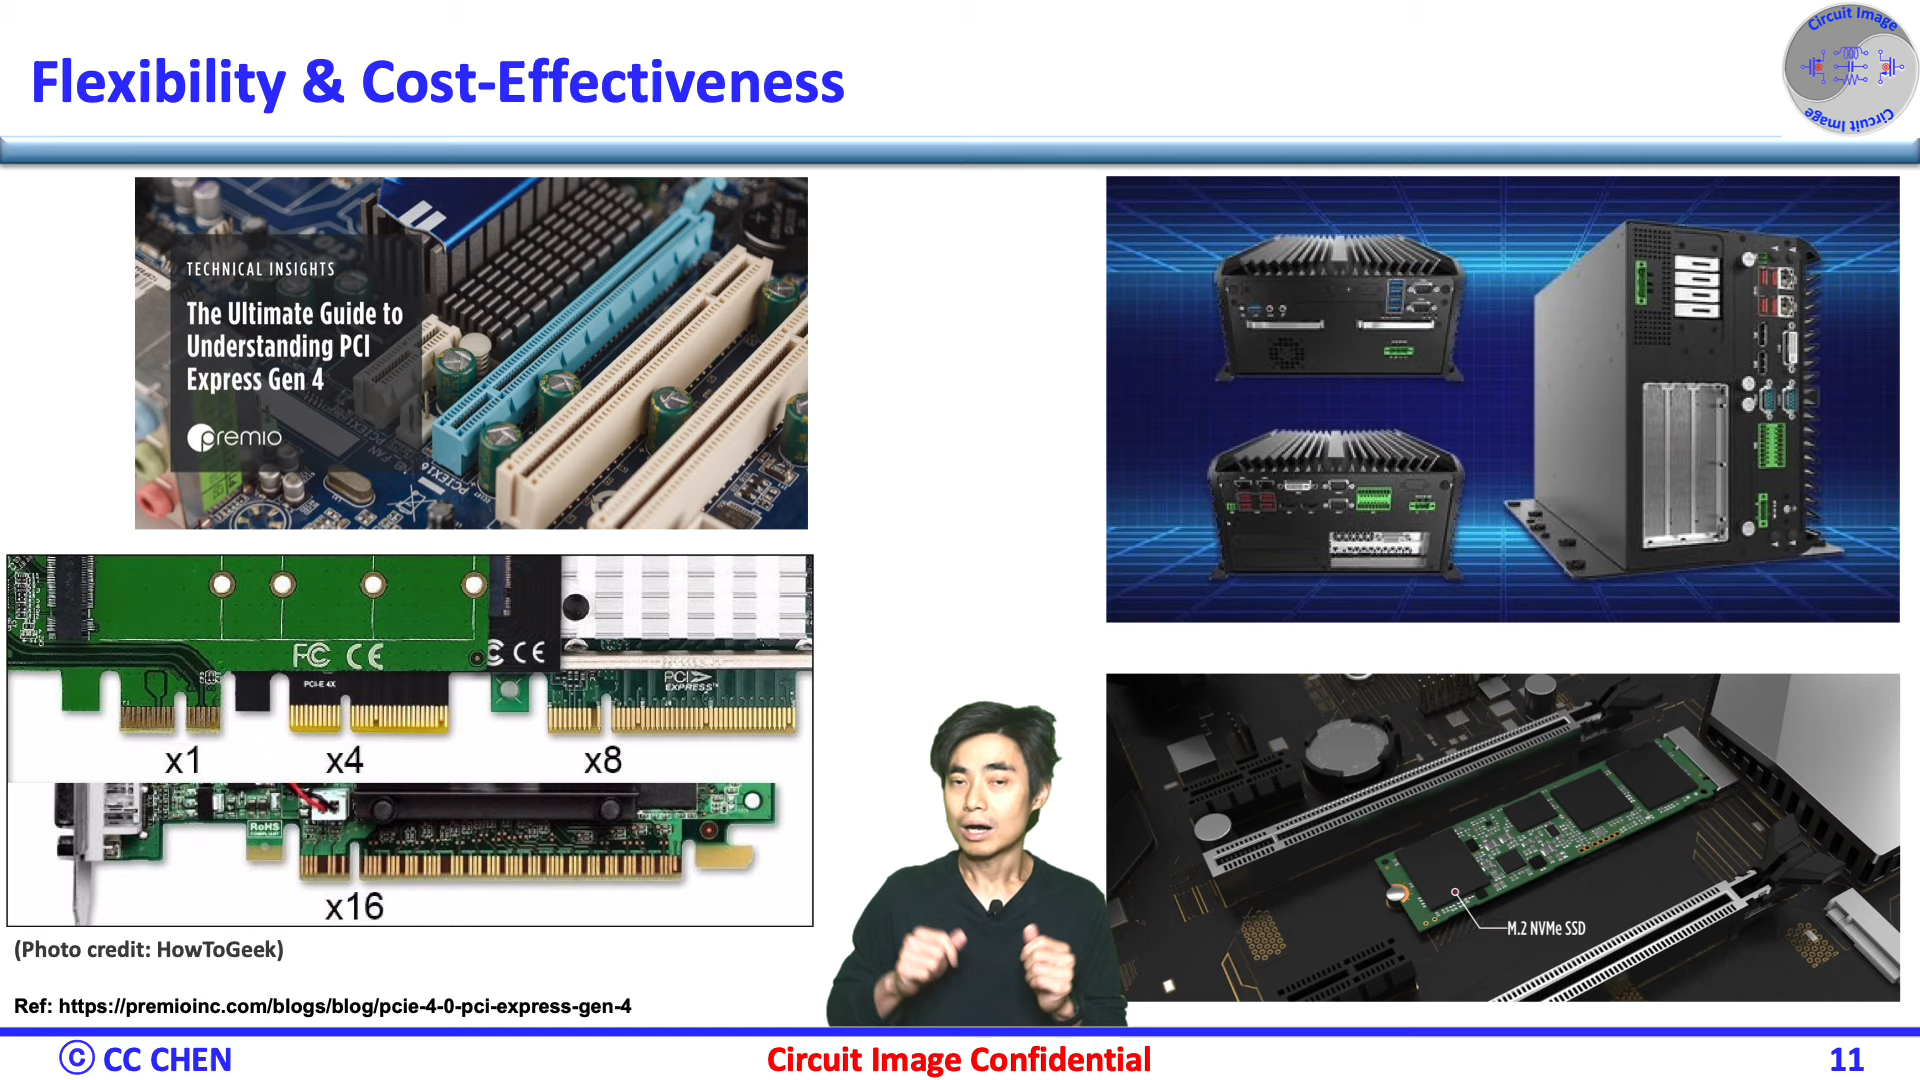 Flexibility & Cost-Effectiveness
Circuit Image
Circuit Image
TECHNICAL INSIGHTS
The Ultimate Guide to
Understanding PCI
Express Gen 4
premio
PCIEX16
FC CE
CE
PCI-E 4X
PCI
EXPRESS™
x1
x4
x8
RoHS
x16
M.2 NVMe SSD
(Photo credit: HowToGeek)
Ref: https://premioinc.com/blogs/blog/pcie-4-0-pci-express-gen-4
© CC CHEN
Circuit Image Confidential
11